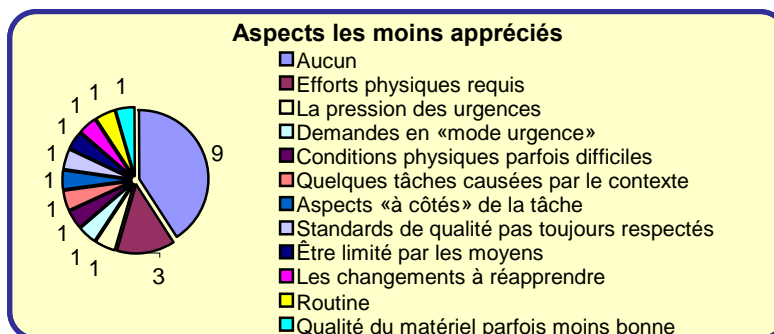 Aspects les moins appréciés
Aucun
Efforts physiques requis
La pression des urgences
Demandes en «mode urgence»
Conditions physiques parfois difficiles
Quelques tâches causées par le contexte
Aspects «à côtés» de la tâche
Standards de qualité pas toujours respectés
Être limité par les moyens
Les changements à réapprendre
Routine
Qualité du matériel parfois moins bonne
9
3
1
1
1
1
1
1
1
1
1
1